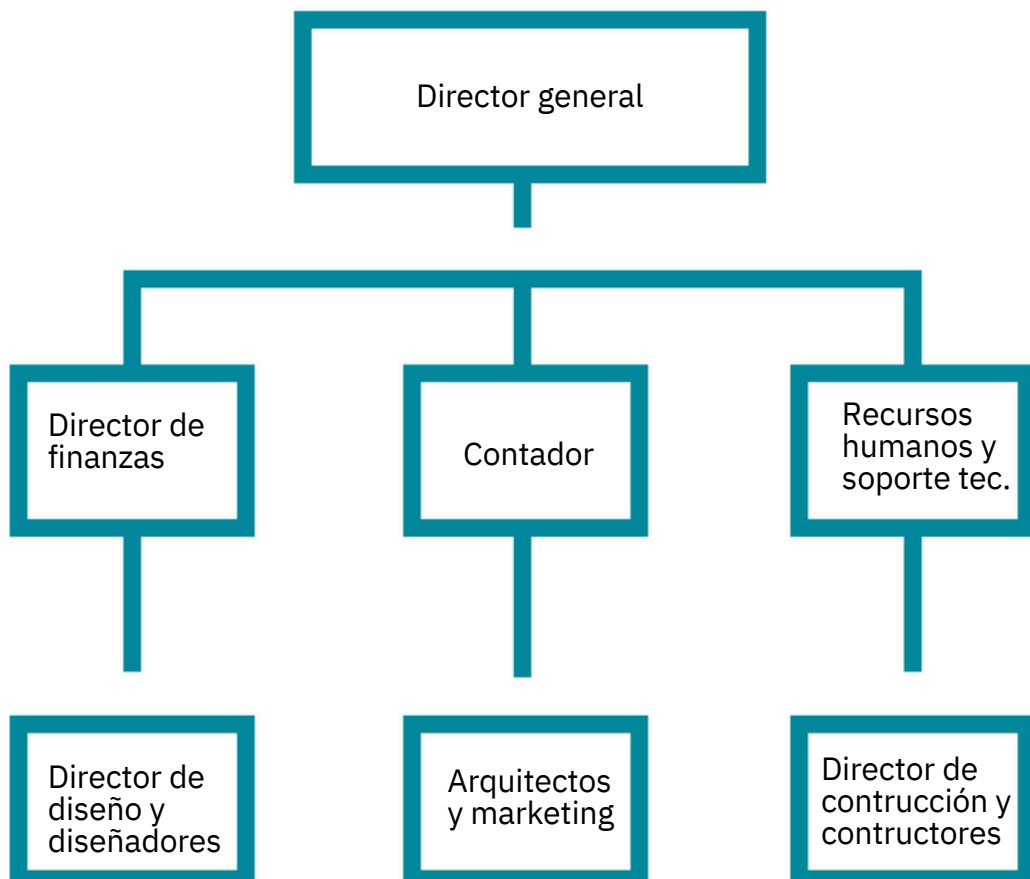 Director general
Director de
finanzas
Contador
Recursos
humanos y
soporte tec.
Director de
diseño y
diseñadores
Arquitectos
y marketing
Director de
contrucción y
contructores